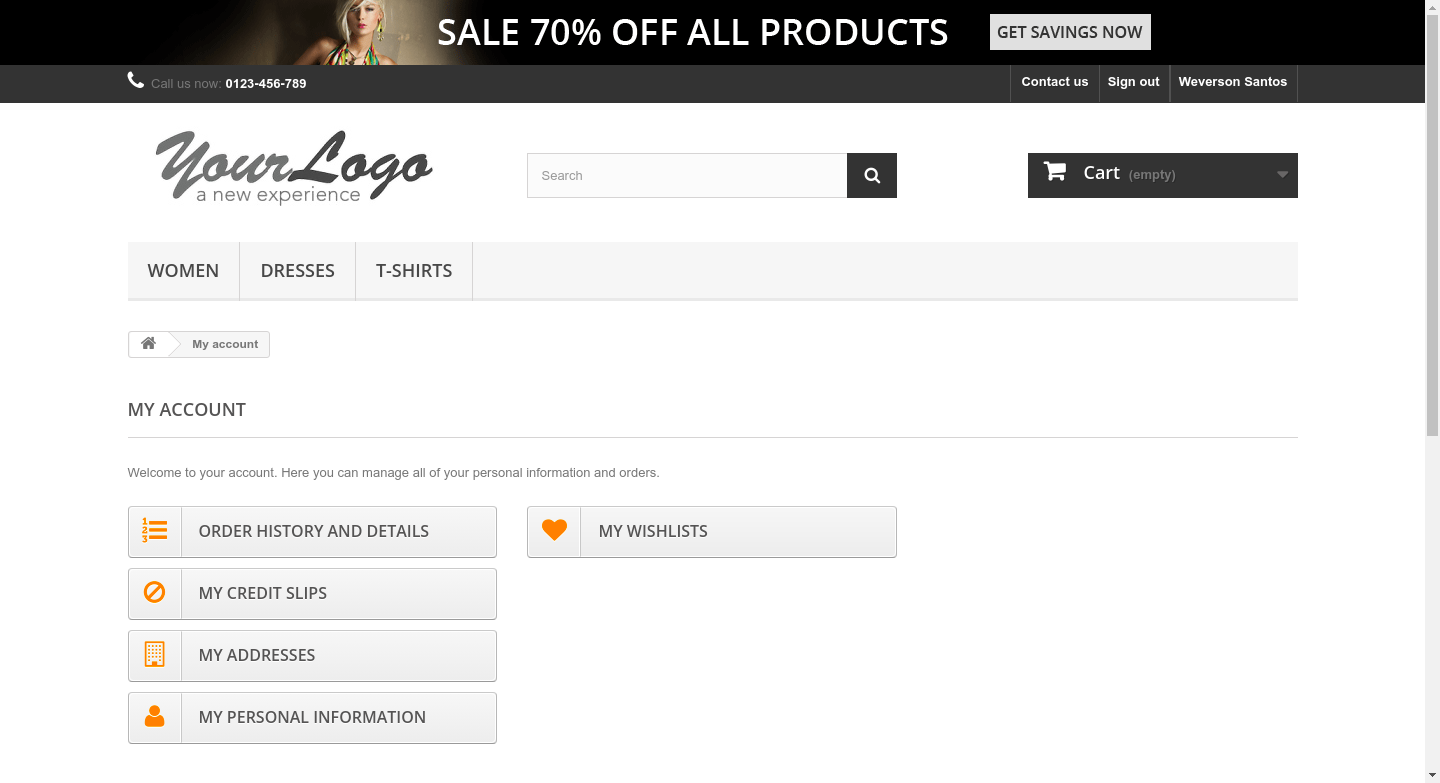 SALE 70% OFF ALL PRODUCTS GET SAVINGS NOW
Call us now: 0123-456-789 Contact us Sign out Weverson Santos
YourLogo
a new experience
Search
Cart (empty)
WOMEN DRESSES T-SHIRTS
My account
MY ACCOUNT
Welcome to your account. Here you can manage all of your personal information and orders.
1
2
3
ORDER HISTORY AND DETAILS
MY WISHLISTS
MY CREDIT SLIPS
MY ADDRESSES
MY PERSONAL INFORMATION